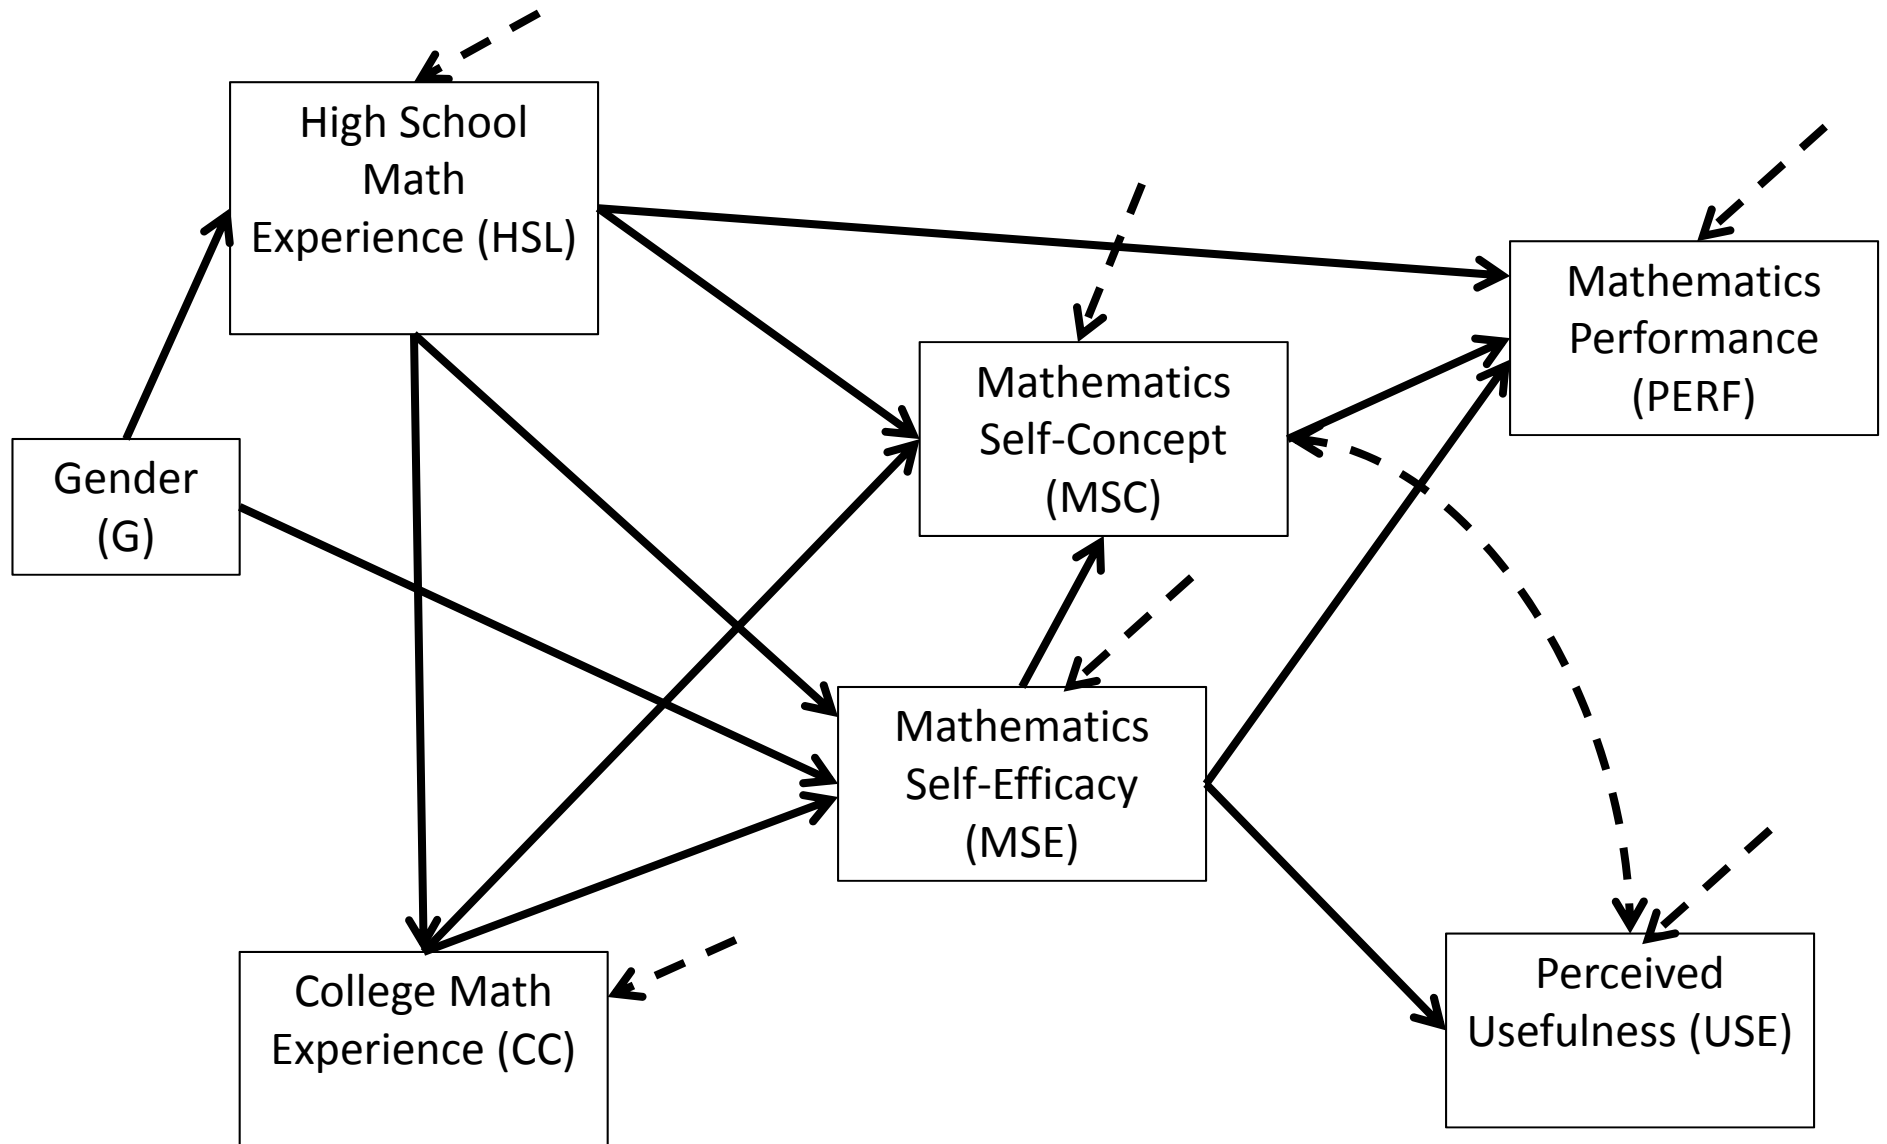 High School
Math
Experience (HSL)
Mathematics
Performance
(PERF)
Mathematics
Self-Concept
(MSC)
Gender
(G)
Mathematics
Self-Efficacy
(MSE)
College Math
Experience (CC)
Perceived
Usefulness (USE)